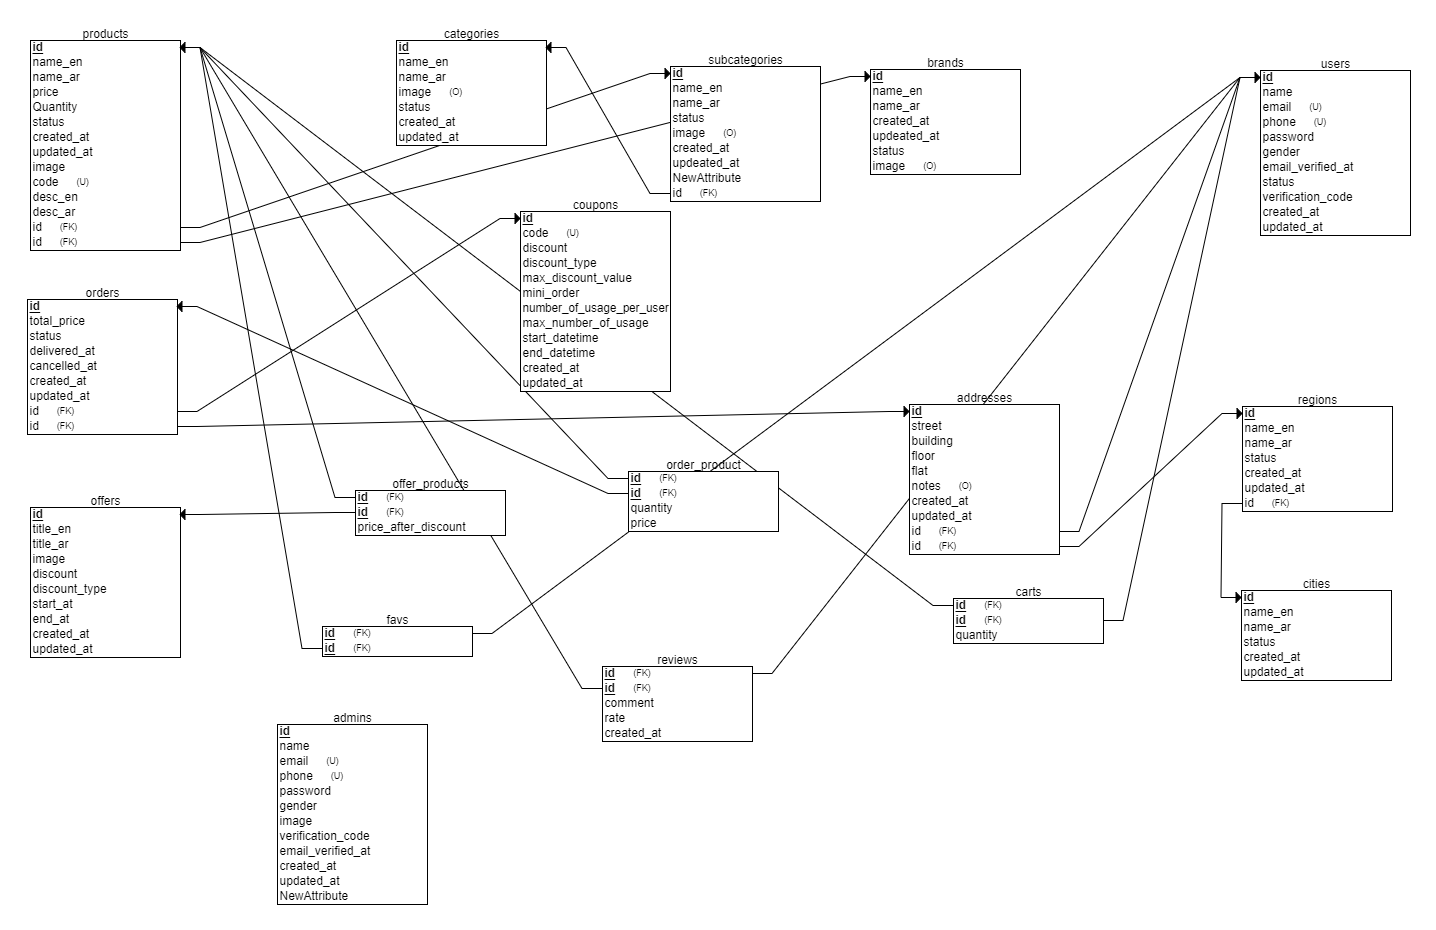 products
id
name_en
name_ar
price
Quantity
status
created_at
updated_at
image
code (U)
desc_en
desc_ar
id (FK)
id (FK)
categories
id
name_en
name_ar
image (O)
status
created_at
updated_at
subcategories
id
name_en
name_ar
status
image (O)
created_at
updeated_at
NewAttribute
id (FK)
brands
id
name_en
name_ar
created_at
updeated_at
status
image (O)
users
id
name
email (U)
phone (U)
password
gender
email_verified_at
status
verification_code
created_at
updated_at
coupons
id
code (U)
discount
discount_type
max_discount_value
mini_order
number_of_usage_per_user
max_number_of_usage
start_datetime
end_datetime
created_at
updated_at
orders
id
total_price
status
delivered_at
cancelled_at
created_at
updated_at
id (FK)
id (FK)
addresses
id
street
building
floor
flat
notes (O)
created_at
updated_at
id (FK)
id (FK)
regions
id
name_en
name_ar
status
created_at
updated_at
id (FK)
order_product
id (FK)
id (FK)
quantity
price
offer_products
id (FK)
id (FK)
price_after_discount
offers
id
title_en
title_ar
image
discount
discount_type
start_at
end_at
created_at
updated_at
cities
id
name_en
name_ar
status
created_at
updated_at
carts
id (FK)
id (FK)
quantity
favs
id (FK)
id (FK)
reviews
id (FK)
id (FK)
comment
rate
created_at
admins
id
name
email (U)
phone (U)
password
gender
image
verification_code
email_verified_at
created_at
updated_at
NewAttribute